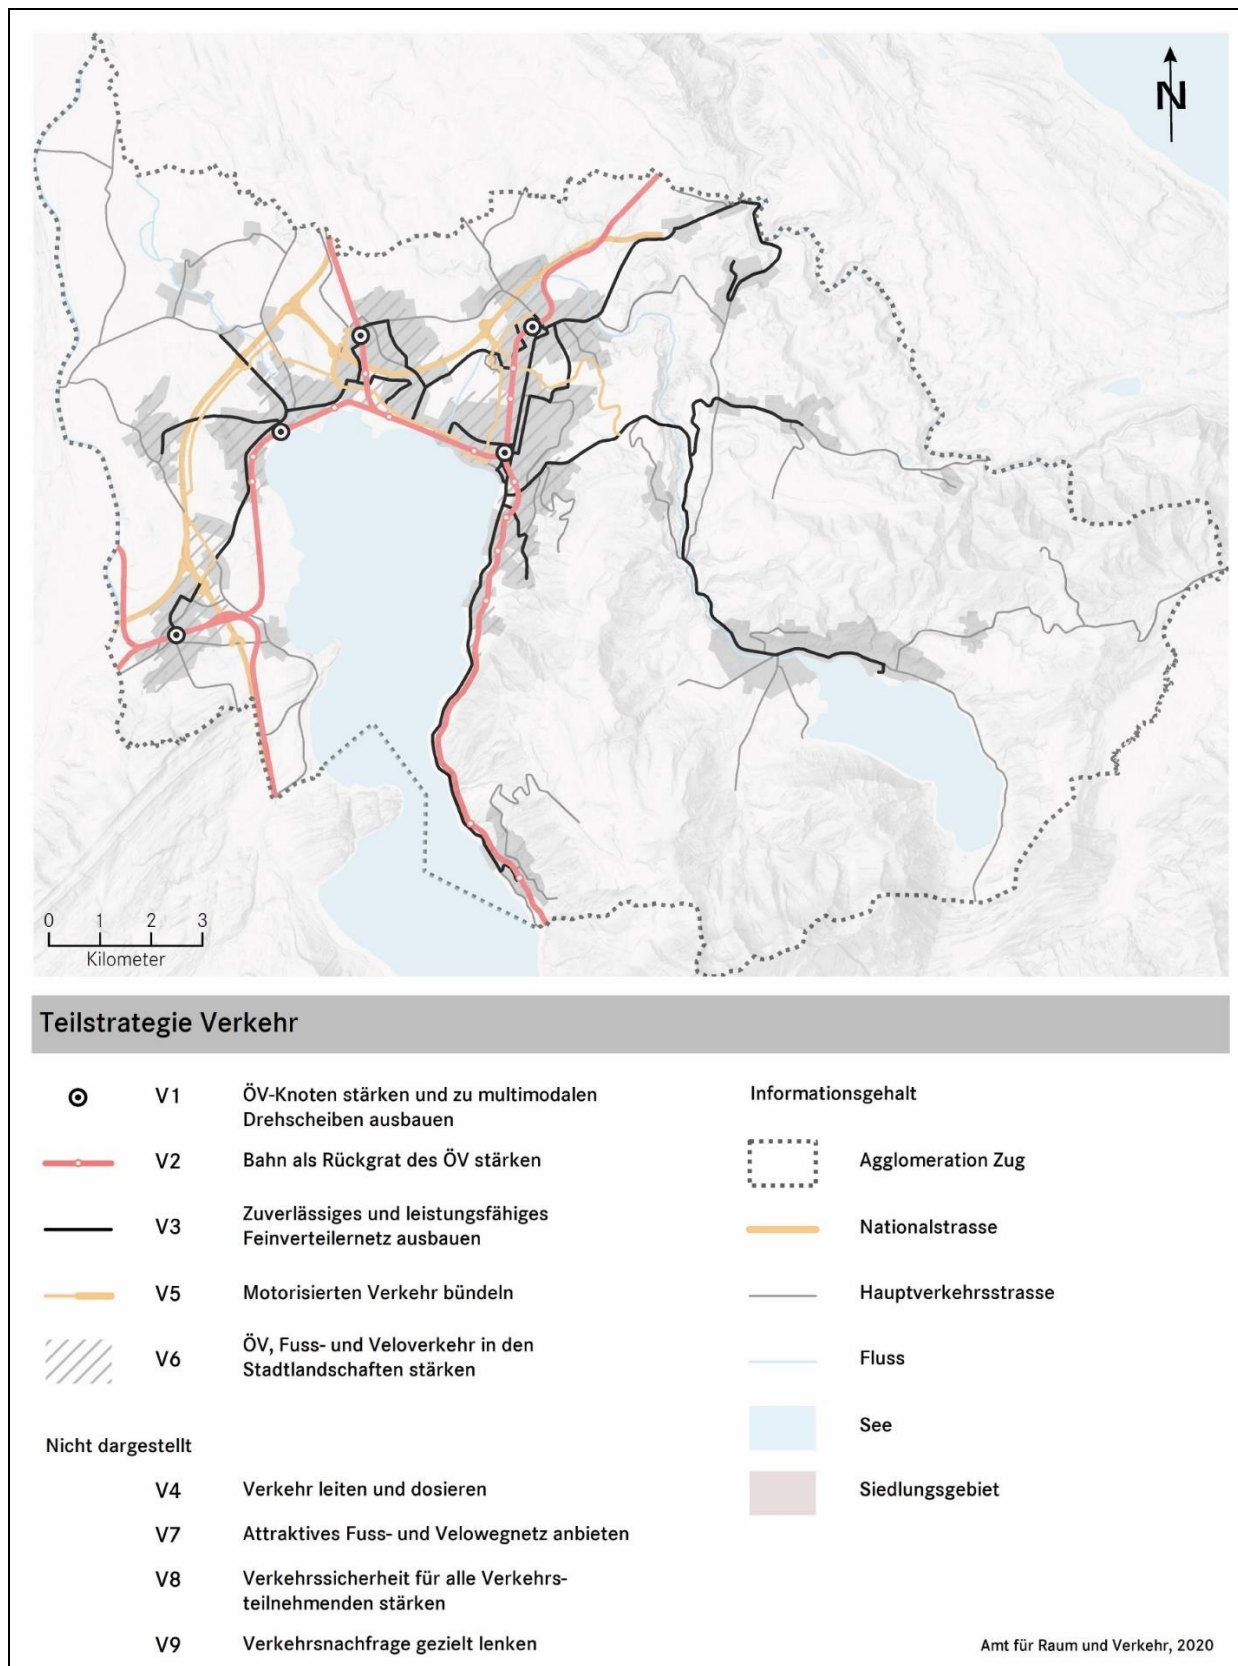 N
0 1 2 3
Kilometer
Teilstrategie Verkehr
V1 ÖV-Knoten stärken und zu multimodalen
Drehscheiben ausbauen
V2 Bahn als Rückgrat des ÖV stärken
V3 Zuverlässiges und leistungsfähiges
Feinverteilernetz ausbauen
V5 Motorisierten Verkehr bündeln
V6 ÖV, Fuss- und Veloverkehr in den
Stadtlandschaften stärken
Nicht dargestellt
V4 Verkehr leiten und dosieren
V7 Attraktives Fuss- und Velowegnetz anbieten
V8 Verkehrssicherheit für alle Verkehrs-
teilnehmenden stärken
V9 Verkehrsnachfrage gezielt lenken
Informationsgehalt
Agglomeration Zug
Nationalstrasse
Hauptverkehrsstrasse
Fluss
See
Siedlungsgebiet
Amt für Raum und Verkehr, 2020